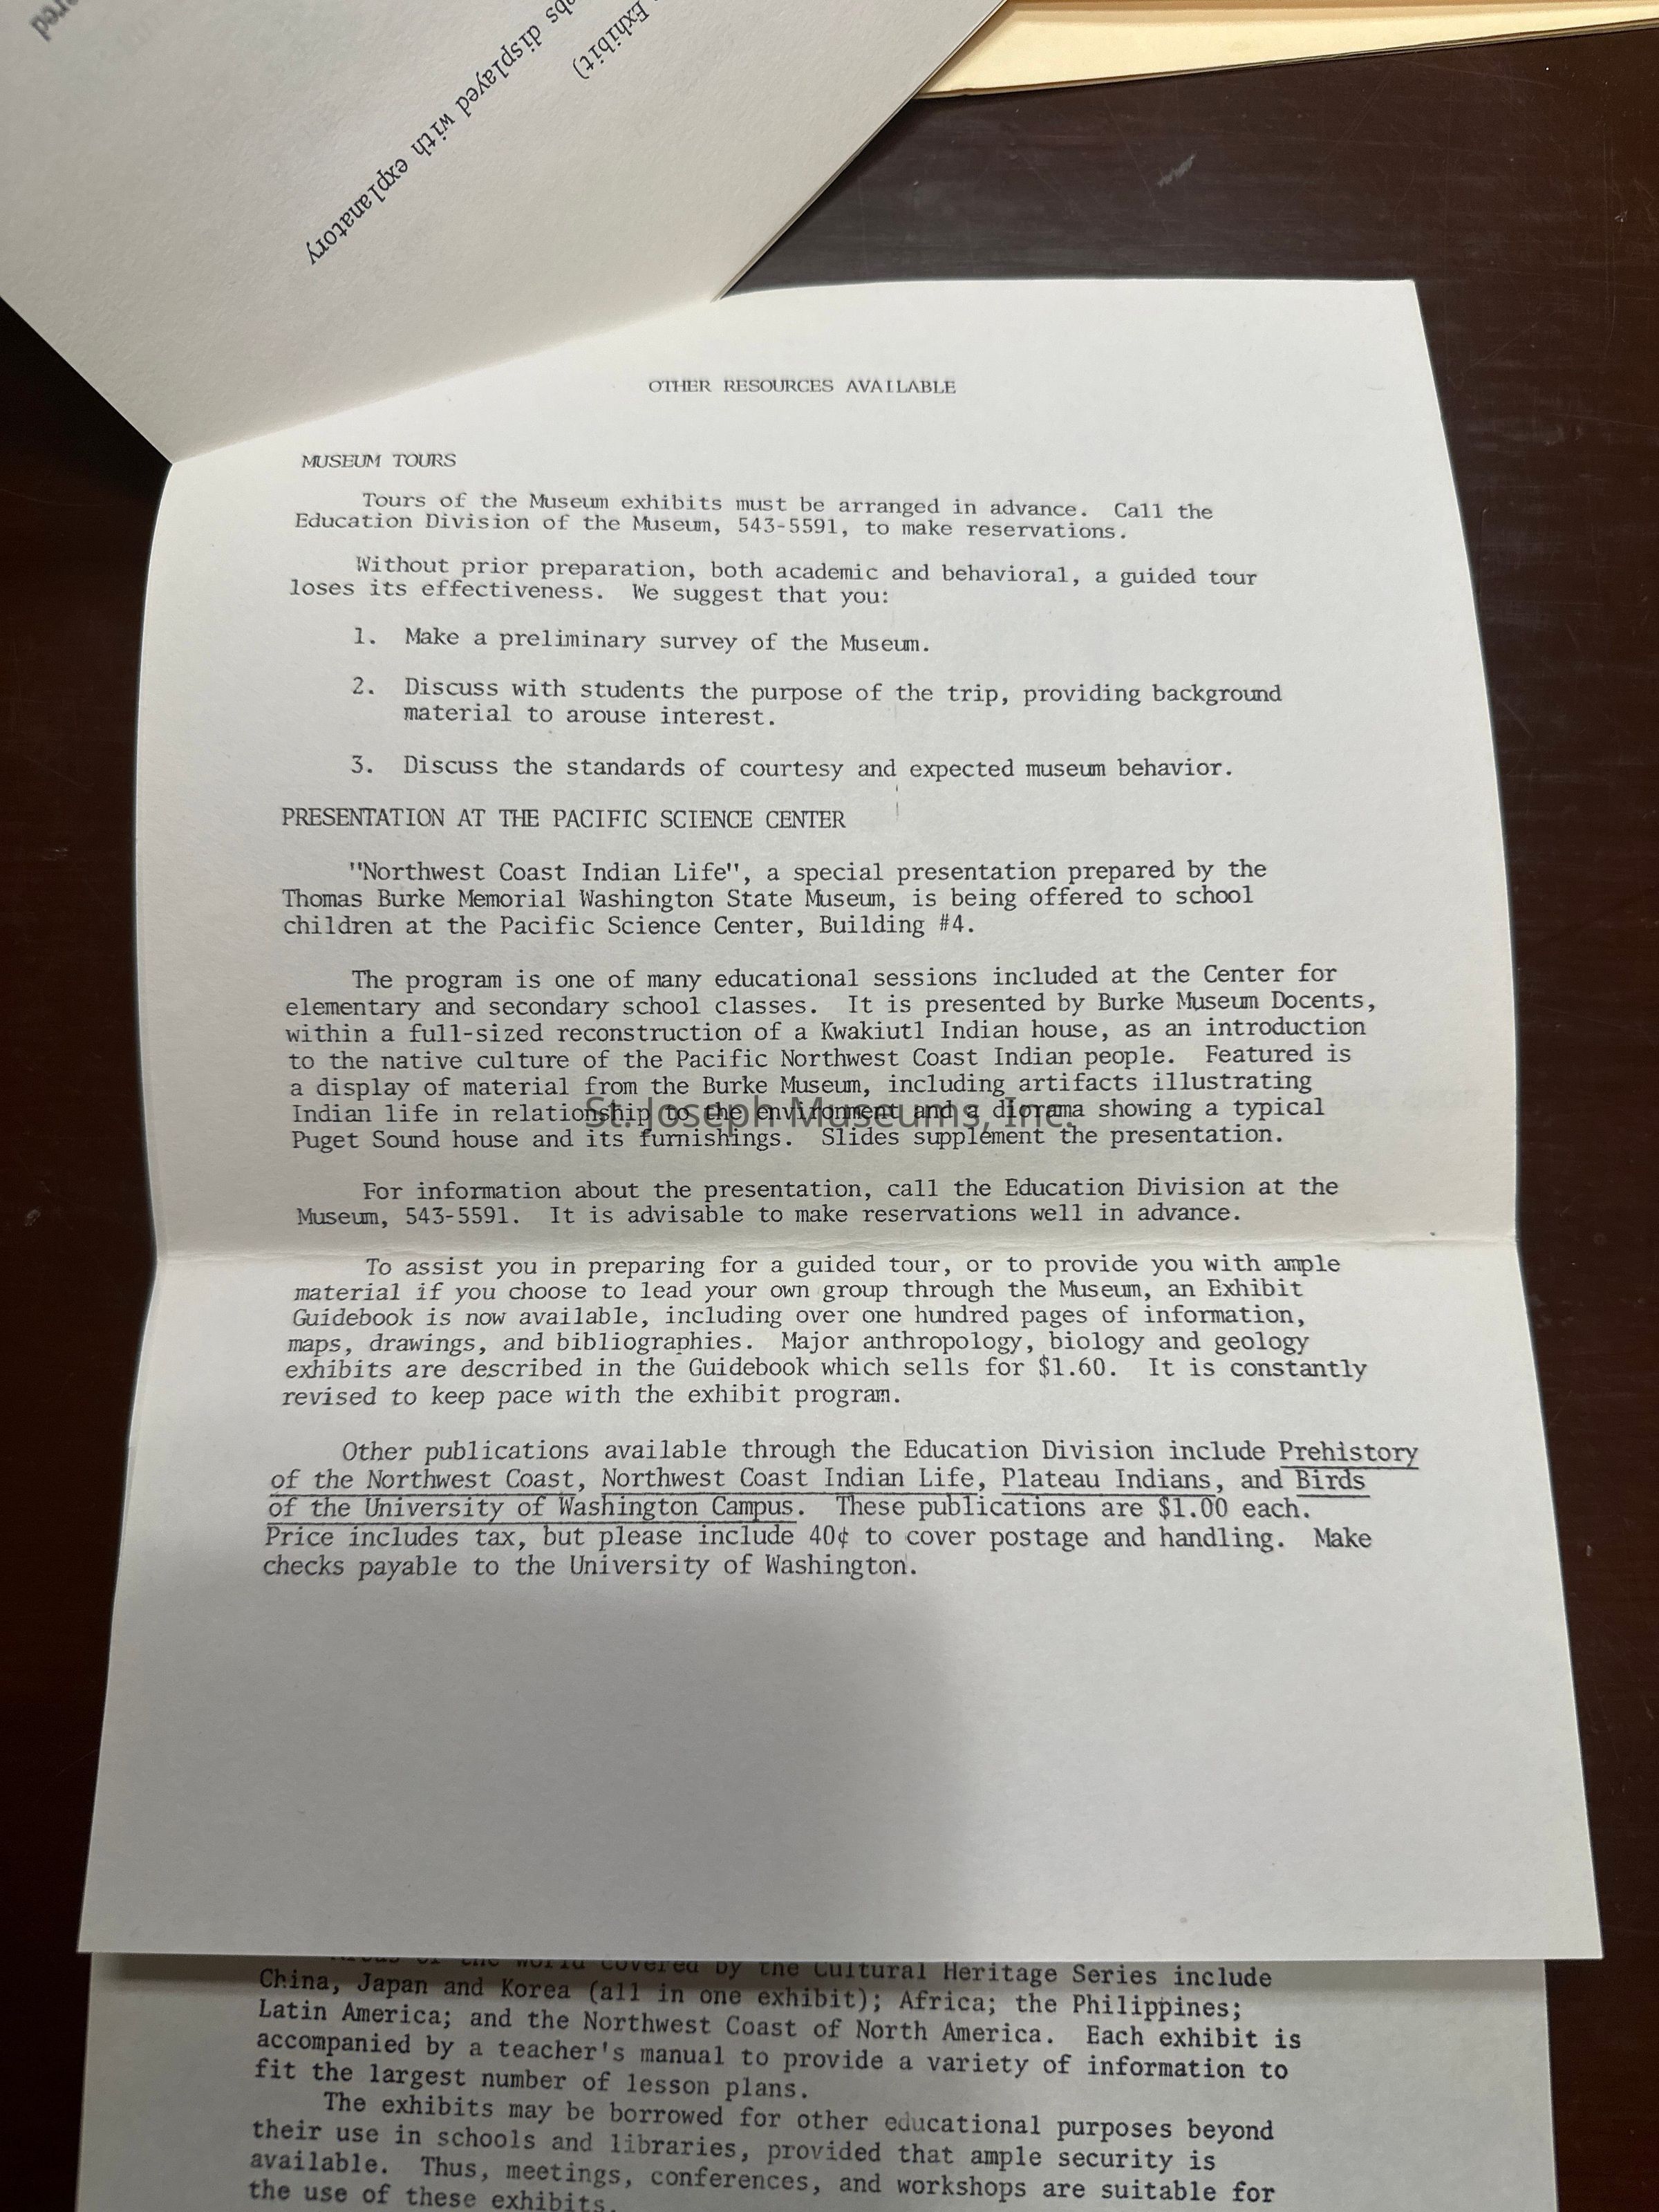 ered
bs displayed with explanatory
Exhibit)
OTHER RESOURCES AVAILABLE
MUSEUM TOURS
Tours of the Museum exhibits must be arranged in advance. Call the
Education Division of the Museum, 543-5591, to make reservations.
Without prior preparation, both academic and behavioral, a guided tour
loses its effectiveness. We suggest that you:
1. Make a preliminary survey of the Museum.
2. Discuss with students the purpose of the trip, providing background
material to arouse interest.
3. Discuss the standards of courtesy and expected museum behavior.
PRESENTATION AT THE PACIFIC SCIENCE CENTER
"Northwest Coast Indian Life", a special presentation prepared by the
Thomas Burke Memorial Washington State Museum, is being offered to school
children at the Pacific Science Center, Building #4.
The program is one of many educational sessions included at the Center for
elementary and secondary school classes. It is presented by Burke Museum Docents,
within a full-sized reconstruction of a Kwakiutl Indian house, as an introduction
to the native culture of the Pacific Northwest Coast Indian people. Featured is
a display of material from the Burke Museum, including artifacts illustrating
Indian life in relationship to the environment and a diorama showing a typical
St. Joseph Museums, Inc.
Puget Sound house and its furnishings. Slides supplement the presentation.
For information about the presentation, call the Education Division at the
Museum, 543-5591. It is advisable to make reservations well in advance.
To assist you in preparing for a guided tour, or to provide you with ample
material if you choose to lead your own group through the Museum, an Exhibit
Guidebook is now available, including over one hundred pages of information,
maps, drawings, and bibliographies. Major anthropology, biology and geology
exhibits are described in the Guidebook which sells for $1.60. It is constantly
revised to keep pace with the exhibit program.
Other publications available through the Education Division include Prehistory
of the Northwest Coast, Northwest Coast Indian Life, Plateau Indians, and Birds
of the University of Washington Campus. These publications are $1.00 each.
Price includes tax, but please include 40¢ to cover postage and handling. Make
checks payable to the University of Washington.
Areas of the world covered by the Cultural Heritage Series include
China, Japan and Korea (all in one exhibit); Africa; the Philippines;
Latin America; and the Northwest Coast of North America. Each exhibit is
accompanied by a teacher's manual to provide a variety of information to
fit the largest number of lesson plans.
The exhibits may be borrowed for other educational purposes beyond
their use in schools and libraries, provided that ample security is
available. Thus, meetings, conferences, and workshops are suitable for
the use of these exhibits.